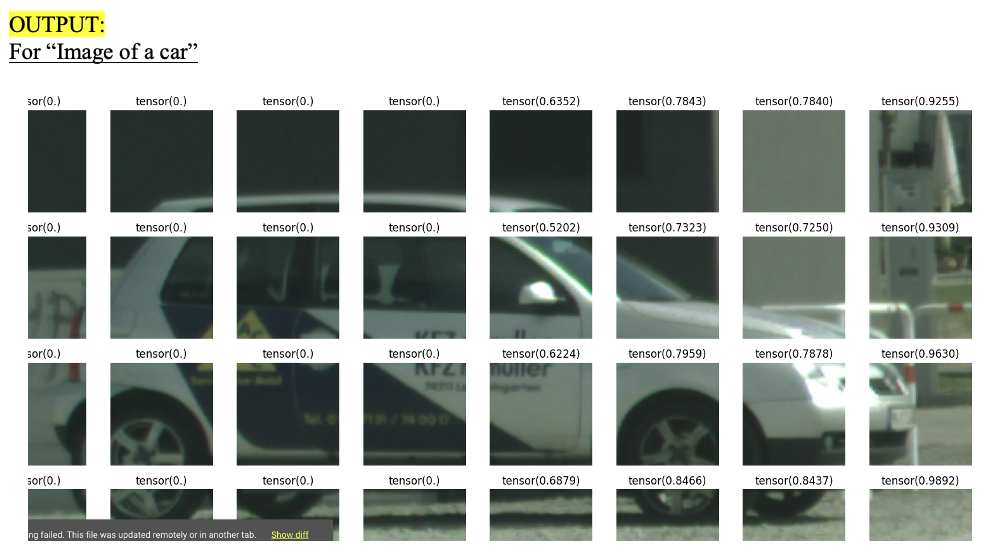 OUTPUT:
For “Image of a car”
sor(0.) tensor(0.) tensor(0.) tensor(0.) tensor(0.6352) tensor(0.7843) tensor(0.7840) tensor(0.9255)
sor(0.) tensor(0.) tensor(0.) tensor(0.) tensor(0.5202) tensor(0.7323) tensor(0.7250) tensor(0.9309)
KFZ
sor(0.) tensor(0.) tensor(0.) tensor(0.) tensor(0.6224) tensor(0.7959) tensor(0.7878) tensor(0.9630)
KFZ müller
Tel.
sor(0.) tensor(0.) tensor(0.) tensor(0.) tensor(0.6879) tensor(0.8466) tensor(0.8437) tensor(0.9892)
ng failed. This file was updated remotely or in another tab. Show diff